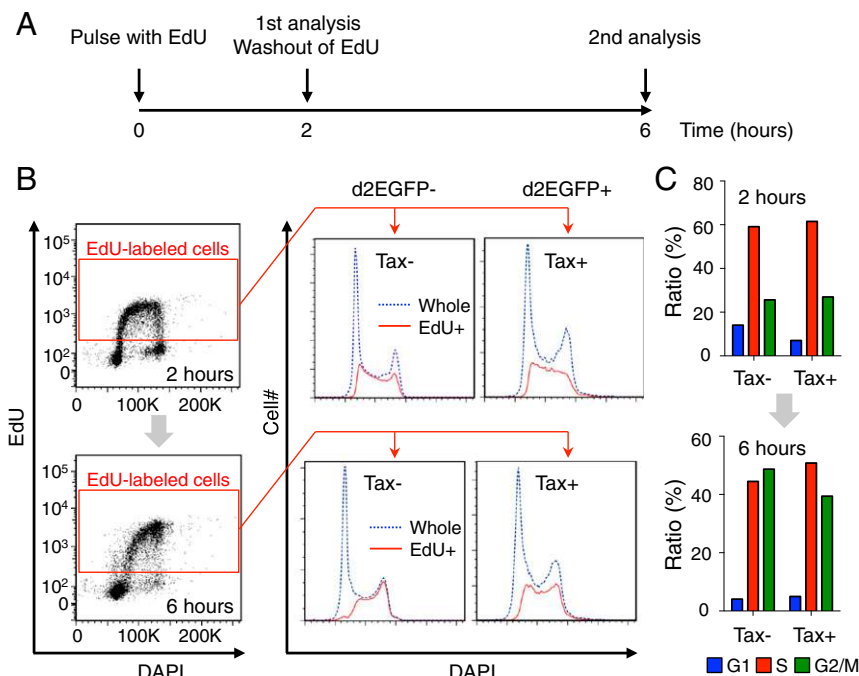 A
Pulse with EdU
1st analysis
Washout of EdU
2nd analysis
0
2
6
Time (hours)
B
d2EGFP-
d2EGFP+
EdU
10⁵
10⁴
10³
10²
0
EdU-labeled cells
2 hours
0
100K
200K
10⁵
10⁴
10³
10²
0
EdU-labeled cells
6 hours
0
100K
200K
DAPI
Cell#
Tax-
Whole
EdU+
Tax+
Tax-
Whole
EdU+
Tax+
DAPI
C
Ratio (%)
80
60
40
20
0
2 hours
Tax-
Tax+
Ratio (%)
60
40
20
0
6 hours
Tax-
Tax+
G1 S G2/M